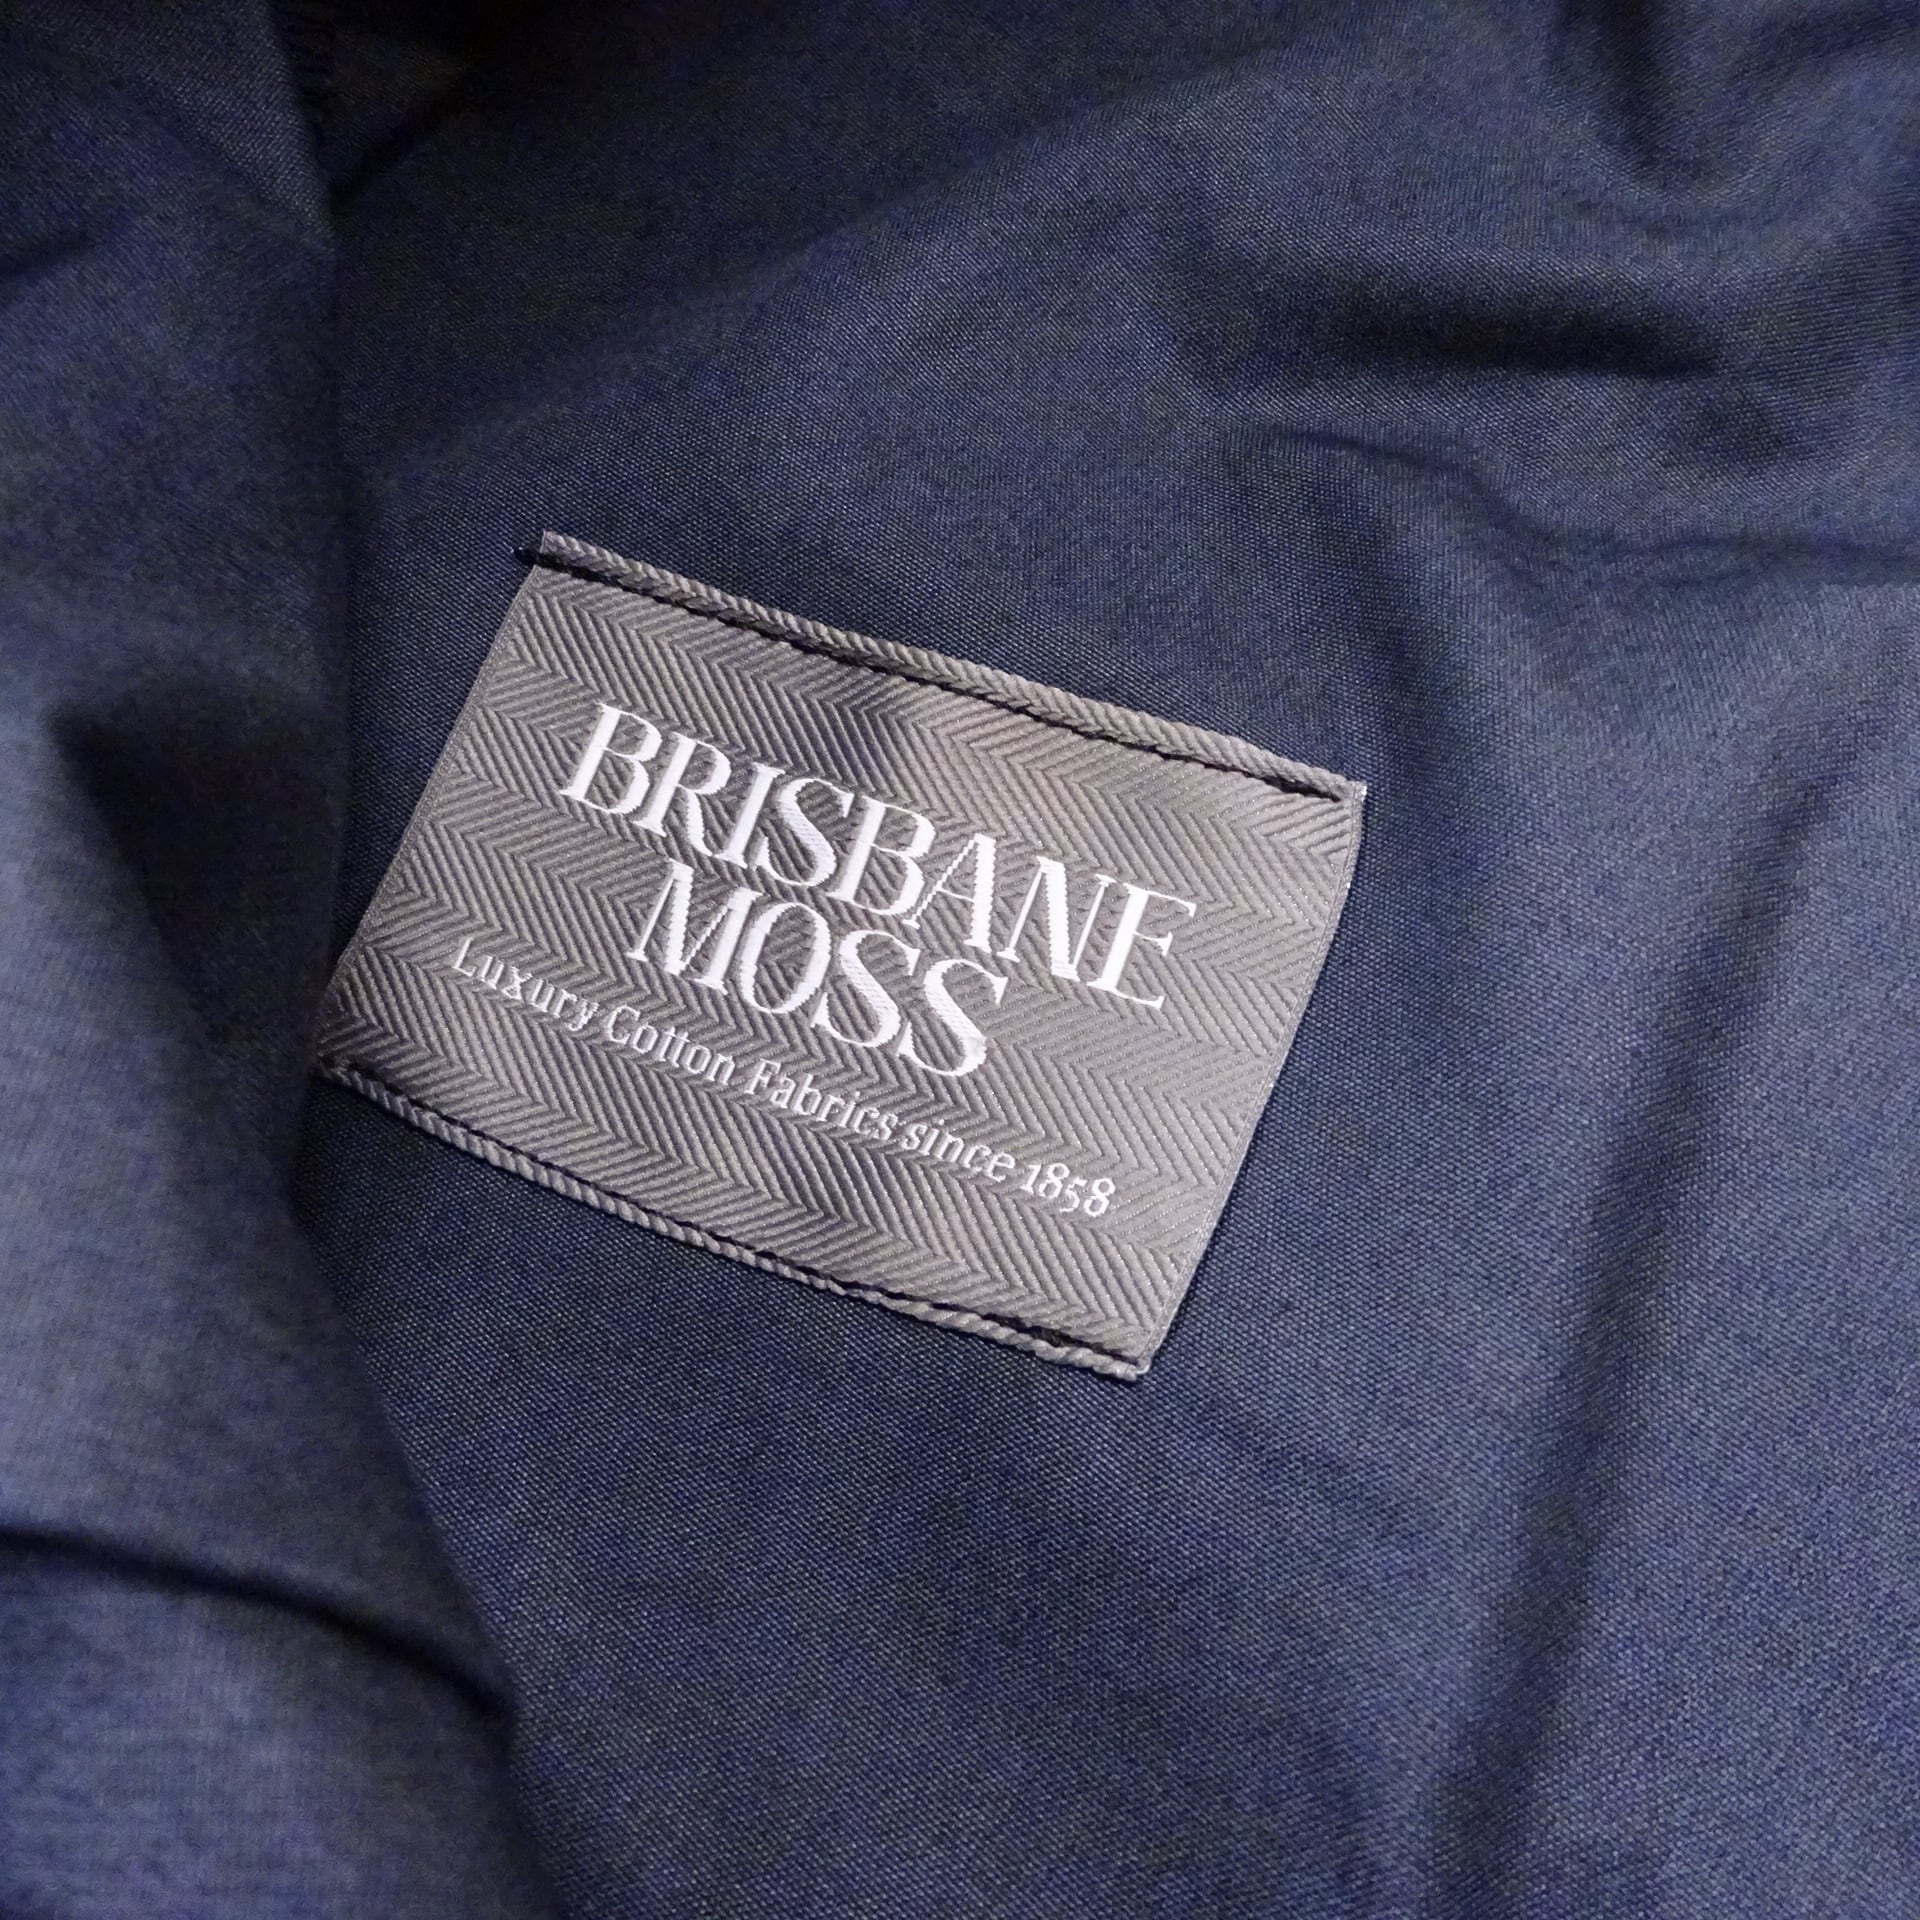 BRISBANE
MOSS
Luxury Cotton Fabrics since 1858